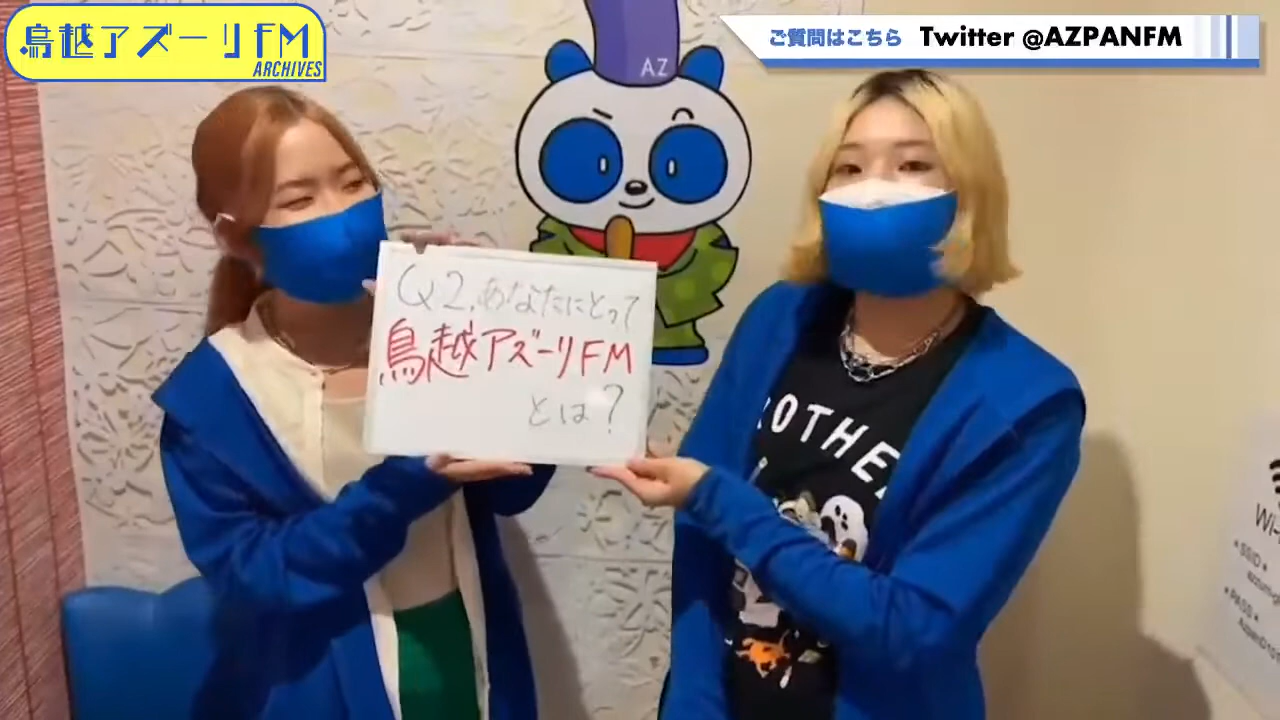 鳥越アズーリFM
ARCHIVES
ご質問はこちら Twitter @AZPANFM
AZ
Q2.あなたにとって
鳥越アズーリFM
とは?